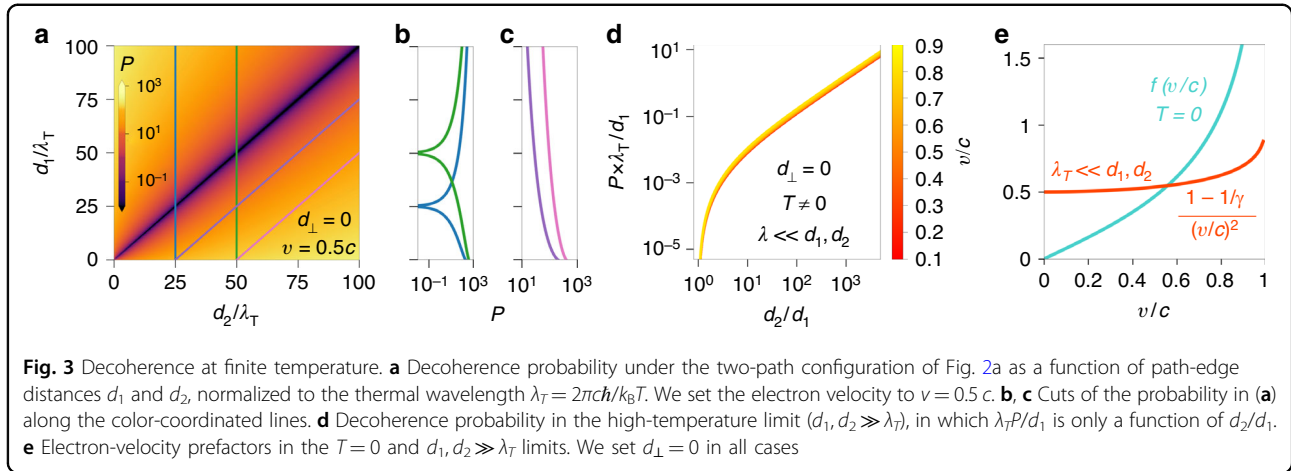 a
100
75
50
25
0
d₁/λ_T
P
10³
10¹
10⁻¹
d⊥ = 0
v = 0.5c
0 25 50 75 100
d₂/λ_T
b
c
10⁻¹ 10³ 10¹ 10³
P
d
10¹
10⁻¹
10⁻³
10⁻⁵
P×λ_T/d₁
d⊥ = 0
T ≠ 0
λ << d₁, d₂
10⁰ 10¹ 10² 10³
d₂/d₁
0.9
0.8
0.7
0.6
0.5
0.4
0.3
0.2
0.1
v/c
e
1.5
1
0.5
0
f(v/c)
T = 0
λ_T << d₁, d₂
1 − 1/γ
(v/c)²
0 0.2 0.4 0.6 0.8 1
v/c
Fig. 3 Decoherence at finite temperature. a Decoherence probability under the two-path configuration of Fig. 2a as a function of path-edge
distances d₁ and d₂, normalized to the thermal wavelength λ_T = 2πcℏ/k_BT. We set the electron velocity to v = 0.5 c. b, c Cuts of the probability in (a)
along the color-coordinated lines. d Decoherence probability in the high-temperature limit (d₁, d₂ ≫ λ_T), in which λ_TP/d₁ is only a function of d₂/d₁.
e Electron-velocity prefactors in the T = 0 and d₁, d₂ ≫ λ_T limits. We set d⊥ = 0 in all cases